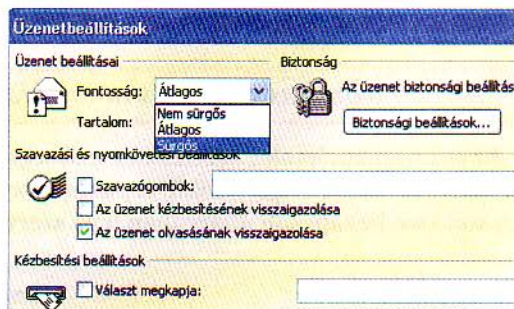 Üzenetbeállítások
Üzenet beállításai
Biztonság
Fontosság: Átlagos
Az üzenet biztonsági beállítás
Nem sürgős
Tartalom:
Átlagos
Biztonsági beállítások...
Sürgős
Szavazási és nyomkövetési beállítások
Szavazógombok:
Az üzenet kézbesítésének visszaigazolása
Az üzenet olvasásának visszaigazolása
Kézbesítési beállítások
Választ megkapja: